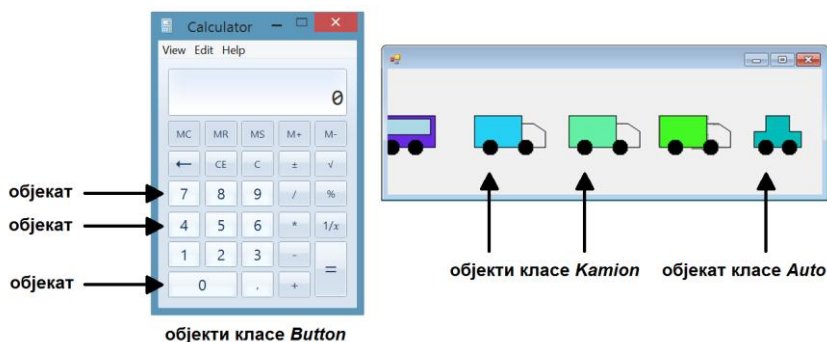 Calculator
View Edit Help
0
MC MR MS M+ M-
← CE C ± √
7 8 9 / %
4 5 6 * 1/x
1 2 3 - =
0 , +
објекат
објекат
објекат
објекти класе Button
објекти класе Kamion
објекат класе Auto